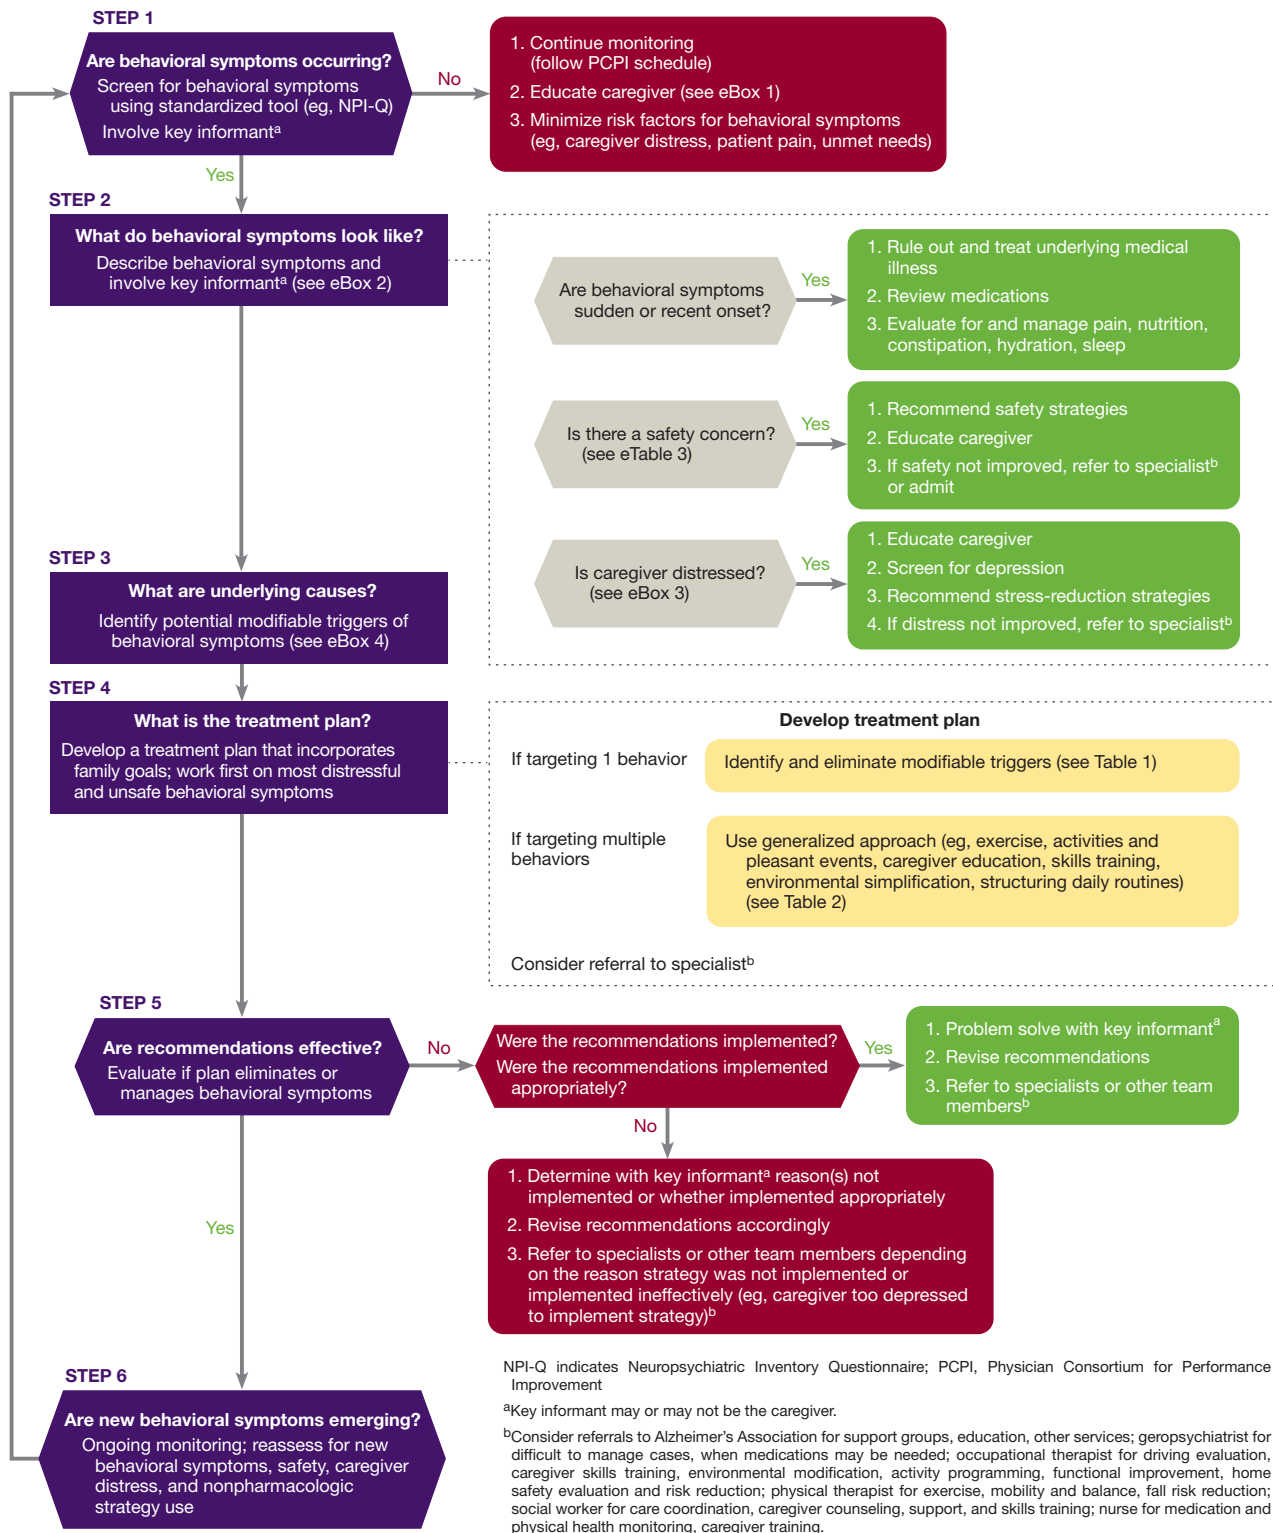 STEP 1
Are behavioral symptoms occurring?
Screen for behavioral symptoms
using standardized tool (eg, NPI-Q)
Involve key informantᵃ
No
1. Continue monitoring
(follow PCPI schedule)
2. Educate caregiver (see eBox 1)
3. Minimize risk factors for behavioral symptoms
(eg, caregiver distress, patient pain, unmet needs)
Yes
STEP 2
What do behavioral symptoms look like?
Describe behavioral symptoms and
involve key informantᵃ (see eBox 2)
Are behavioral symptoms
sudden or recent onset?
Yes
1. Rule out and treat underlying medical
illness
2. Review medications
3. Evaluate for and manage pain, nutrition,
constipation, hydration, sleep
Is there a safety concern?
(see eTable 3)
Yes
1. Recommend safety strategies
2. Educate caregiver
3. If safety not improved, refer to specialistᵇ
or admit
Is caregiver distressed?
(see eBox 3)
Yes
1. Educate caregiver
2. Screen for depression
3. Recommend stress-reduction strategies
4. If distress not improved, refer to specialistᵇ
STEP 3
What are underlying causes?
Identify potential modifiable triggers of
behavioral symptoms (see eBox 4)
STEP 4
What is the treatment plan?
Develop a treatment plan that incorporates
family goals; work first on most distressful
and unsafe behavioral symptoms
Develop treatment plan
If targeting 1 behavior
Identify and eliminate modifiable triggers (see Table 1)
If targeting multiple
behaviors
Use generalized approach (eg, exercise, activities and
pleasant events, caregiver education, skills training,
environmental simplification, structuring daily routines)
(see Table 2)
Consider referral to specialistᵇ
STEP 5
Are recommendations effective?
Evaluate if plan eliminates or
manages behavioral symptoms
No
Were the recommendations implemented?
Were the recommendations implemented
appropriately?
Yes
1. Problem solve with key informantᵃ
2. Revise recommendations
3. Refer to specialists or other team
membersᵇ
No
1. Determine with key informantᵃ reason(s) not
implemented or whether implemented appropriately
2. Revise recommendations accordingly
3. Refer to specialists or other team members depending
on the reason strategy was not implemented or
implemented ineffectively (eg, caregiver too depressed
to implement strategy)ᵇ
Yes
STEP 6
Are new behavioral symptoms emerging?
Ongoing monitoring; reassess for new
behavioral symptoms, safety, caregiver
distress, and nonpharmacologic
strategy use
NPI-Q indicates Neuropsychiatric Inventory Questionnaire; PCPI, Physician Consortium for Performance
Improvement
ᵃKey informant may or may not be the caregiver.
ᵇConsider referrals to Alzheimer’s Association for support groups, education, other services; geropsychiatrist for
difficult to manage cases, when medications may be needed; occupational therapist for driving evaluation,
caregiver skills training, environmental modification, activity programming, functional improvement, home
safety evaluation and risk reduction; physical therapist for exercise, mobility and balance, fall risk reduction;
social worker for care coordination, caregiver counseling, support, and skills training; nurse for medication and
physical health monitoring, caregiver training.